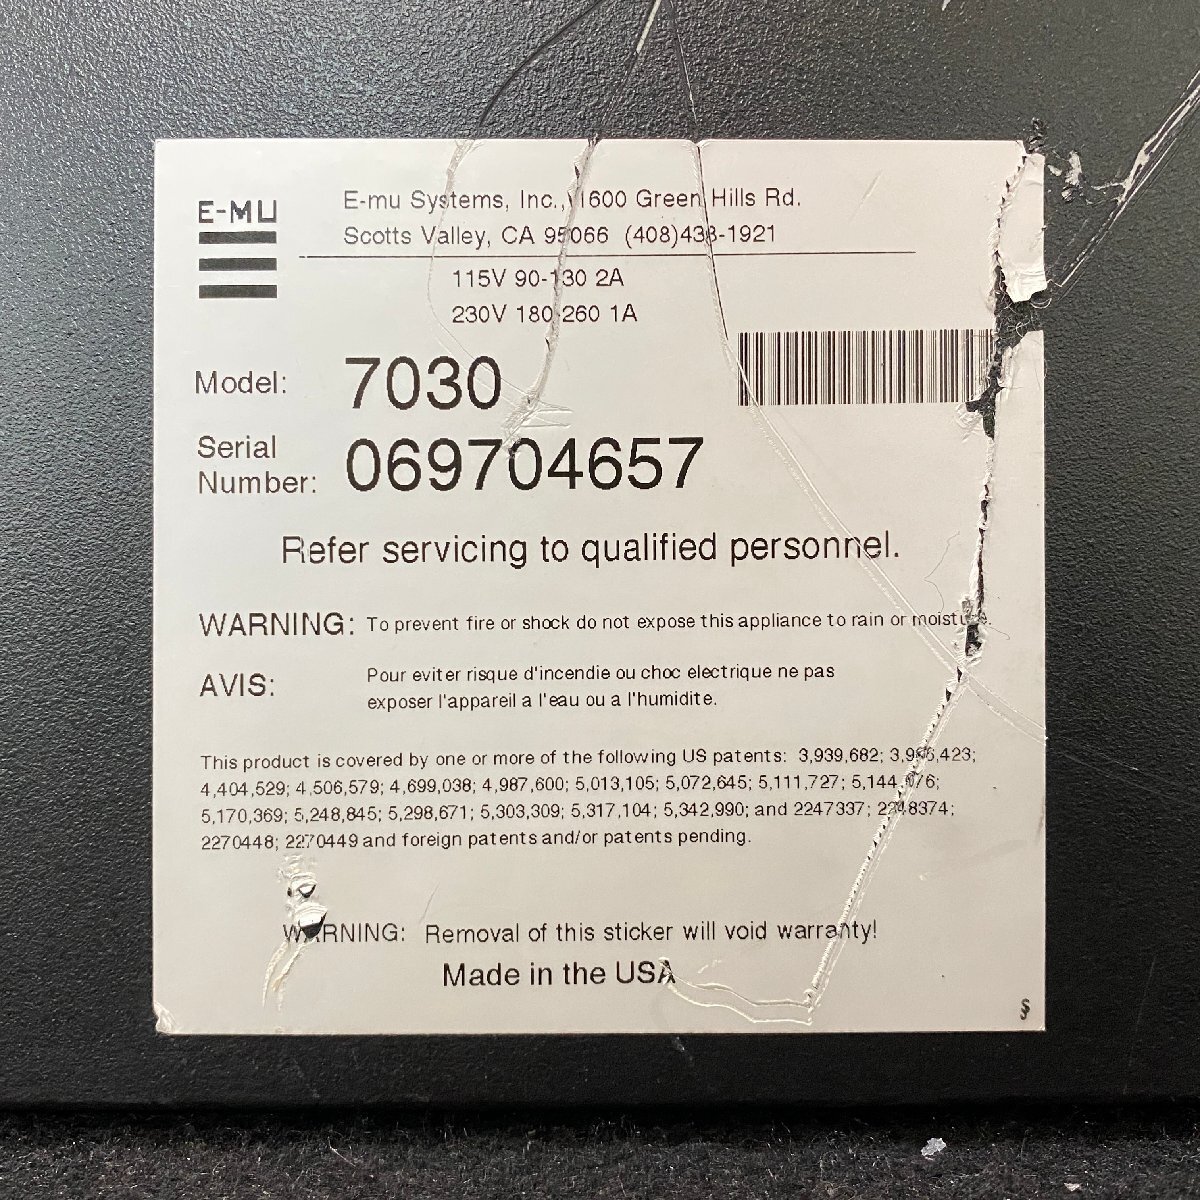 E-MU
E-mu Systems, Inc., 1600 Green Hills Rd.
Scotts Valley, CA 95066 (408)438-1921
115V 90-130 2A
230V 180-260 1A
Model: 7030
Serial Number: 069704657
Refer servicing to qualified personnel.
WARNING: To prevent fire or shock do not expose this appliance to rain or moisture.
AVIS: Pour eviter risque d'incendie ou choc electrique ne pas
exposer l'appareil a l'eau ou a l'humidite.
This product is covered by one or more of the following US patents: 3,939,682; 3,986,423;
4,404,529; 4,506,579; 4,699,038; 4,987,600; 5,013,105; 5,072,645; 5,111,727; 5,144,676;
5,170,369; 5,248,845; 5,298,671; 5,303,309; 5,317,104; 5,342,990; and 2247337; 2248374;
2270448; 2270449 and foreign patents and/or patents pending.
WARNING: Removal of this sticker will void warranty!
Made in the USA